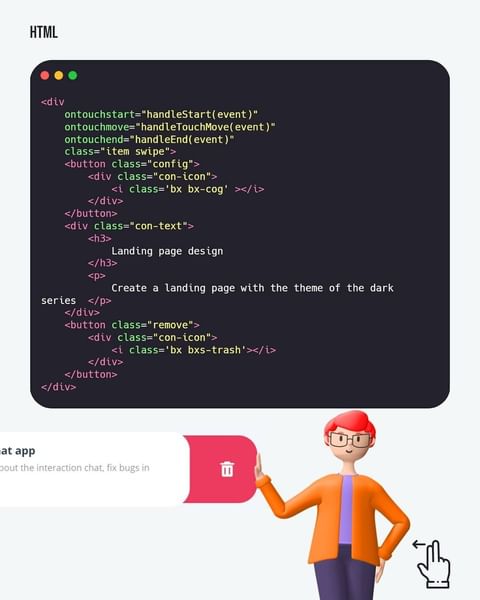 HTML
<div
ontouchstart="handleStart(event)"
ontouchmove="handleTouchMove(event)"
ontouchend="handleEnd(event)"
class="item swipe">
<button class="config">
<div class="con-icon">
<i class='bx bx-cog' ></i>
</div>
</button>
<div class="con-text">
<h3>
Landing page design
</h3>
<p>
Create a landing page with the theme of the dark
series  </p>
</div>
<button class="remove">
<div class="con-icon">
<i class='bx bxs-trash'></i>
</div>
</button>
</div>
at app
out the interaction chat, fix bugs in